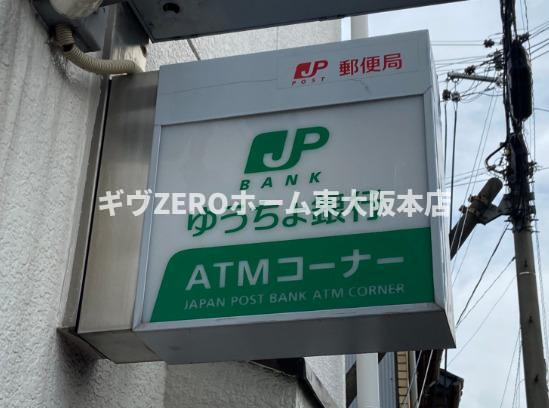 JP
POST
郵便局
JP
BANK
ギヴZEROホーム東大阪本店
ゆうちょ銀行
ATMコーナー
JAPAN POST BANK ATM CORNER